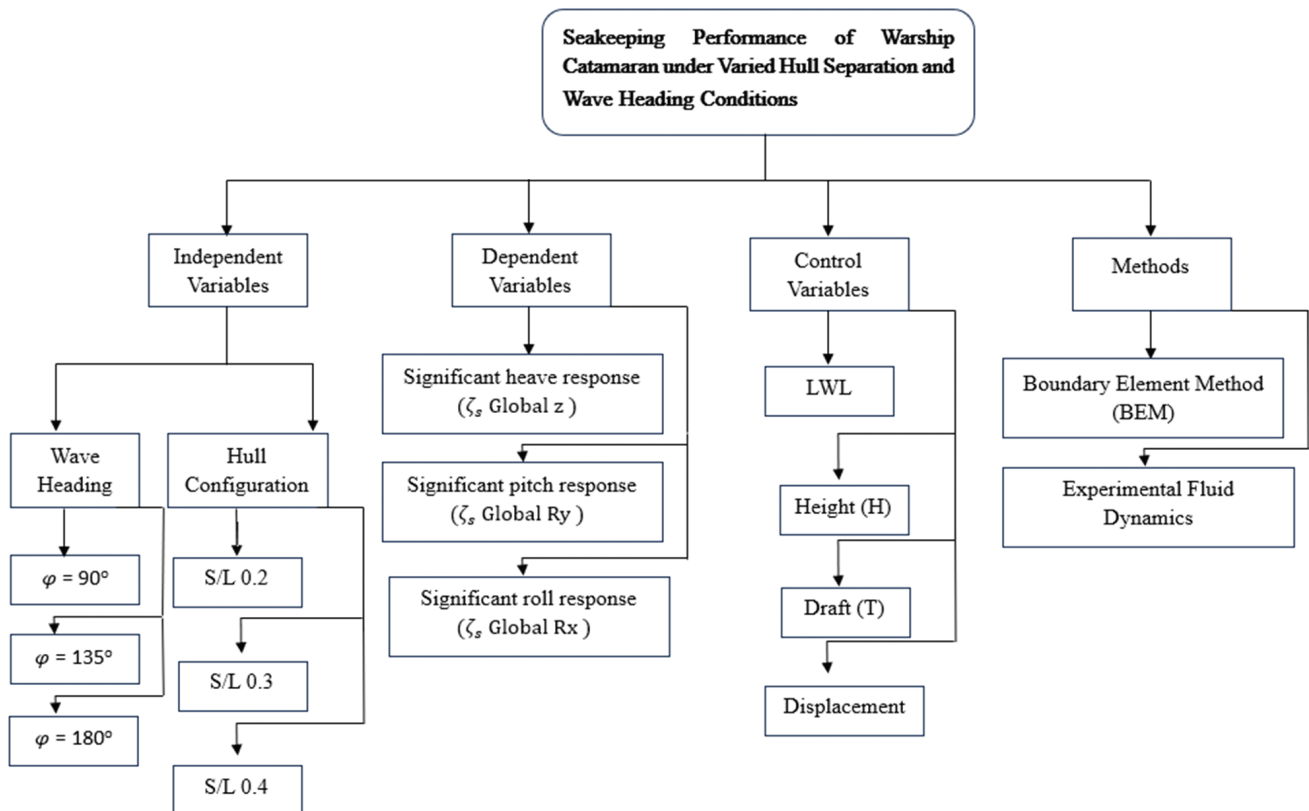 Seakeeping Performance of Warship
Catamaran under Varied Hull Separation and
Wave Heading Conditions
Independent
Variables
Dependent
Variables
Control
Variables
Methods
Wave
Heading
Hull
Configuration
φ = 90°
φ = 135°
φ = 180°
S/L 0.2
S/L 0.3
S/L 0.4
Significant heave response
(ζₛ Global z )
Significant pitch response
(ζₛ Global Ry )
Significant roll response
(ζₛ Global Rx )
LWL
Height (H)
Draft (T)
Displacement
Boundary Element Method
(BEM)
Experimental Fluid
Dynamics